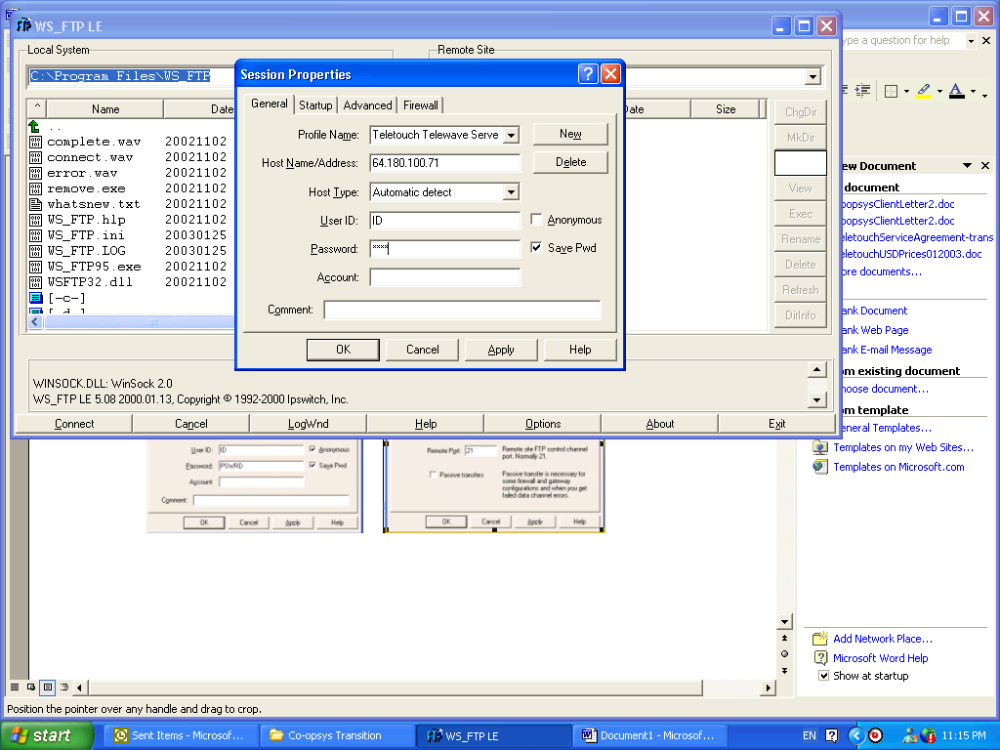 WS_FTP LE
Local System
Remote Site
ype a question for help
C:\Program Files\WS_FTP
Name
Date
Date
Size
..
complete.wav 20021102
connect.wav 20021102
error.wav 20021102
remove.exe 20021102
whatsnew.txt 20021102
WS_FTP.hlp 20021102
WS_FTP.ini 20030125
WS_FTP.LOG 20030125
WS_FTP95.exe 20021102
WSFTP32.dll 20021102
[-c-]
ChgDir
MkDir
View
Exec
Rename
Delete
Refresh
DirInfo
Session Properties
General
Startup
Advanced
Firewall
Profile Name: Teletouch Telewave Serve
New
Host Name/Address: 64.180.100.71
Delete
Host Type: Automatic detect
User ID: ID
Anonymous
Password: ****
Save Pwd
Account:
Comment:
OK
Cancel
Apply
Help
WINSOCK.DLL: WinSock 2.0
WS_FTP LE 5.08 2000.01.13, Copyright © 1992-2000 Ipswitch, Inc.
Connect
Cancel
LogWnd
Help
Options
About
Exit
ew Document
document
oopsysClientLetter2.doc
oopsysClientLetter2.doc
eletouchServiceAgreement-trans
eletouchUSDPrices012003.doc
ore documents...
ank Document
ank Web Page
ank E-mail Message
om existing document
hoose document...
om template
eneral Templates...
Templates on my Web Sites...
Templates on Microsoft.com
User ID: ID
Anonymous
Password: PSWRD
Save Pwd
Account:
Comment:
OK
Cancel
Apply
Help
Remote Port: 21
Remote site FTP control channel
port. Normally 21.
Passive transfers
Passive transfer is necessary for
some firewall and gateway
configurations and when you get
failed data channel errors.
OK
Cancel
Apply
Help
Add Network Place...
Microsoft Word Help
Show at startup
Position the pointer over any handle and drag to crop.
start
Sent Items - Microsof...
Co-opsys Transition
WS_FTP LE
Document1 - Microsof...
EN
11:15 PM